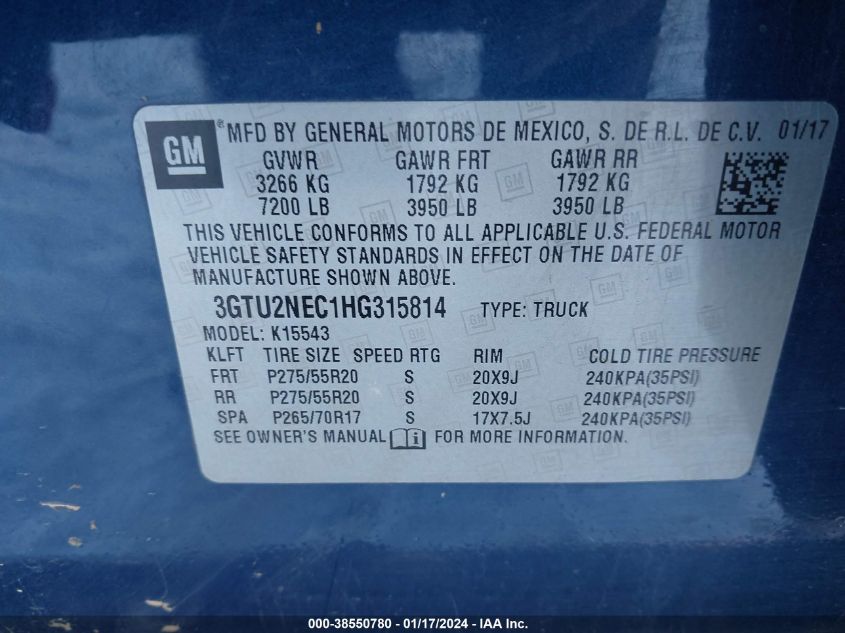 GM ® MFD BY GENERAL MOTORS DE MEXICO, S. DE R.L. DE C.V. 01/17
GVWR GAWR FRT GAWR RR
3266 KG 1792 KG 1792 KG
7200 LB 3950 LB 3950 LB
THIS VEHICLE CONFORMS TO ALL APPLICABLE U.S. FEDERAL MOTOR
VEHICLE SAFETY STANDARDS IN EFFECT ON THE DATE OF
MANUFACTURE SHOWN ABOVE.
3GTU2NEC1HG315814 TYPE: TRUCK
MODEL: K15543
KLFT TIRE SIZE SPEED RTG RIM COLD TIRE PRESSURE
FRT P275/55R20 S 20X9J 240KPA(35PSI)
RR P275/55R20 S 20X9J 240KPA(35PSI)
SPA P265/70R17 S 17X7.5J 240KPA(35PSI)
SEE OWNER'S MANUAL i FOR MORE INFORMATION.
000-38550780 - 01/17/2024 - IAA Inc.